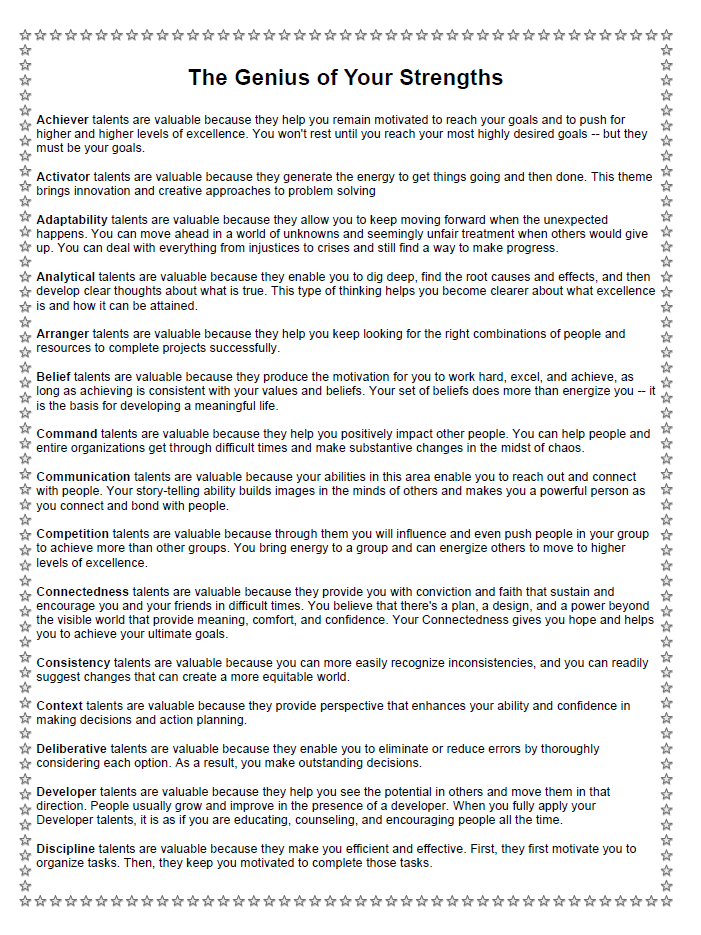 The Genius of Your Strengths
Achiever talents are valuable because they help you remain motivated to reach your goals and to push for
higher and higher levels of excellence. You won't rest until you reach your most highly desired goals -- but they
must be your goals.
Activator talents are valuable because they generate the energy to get things going and then done. This theme
brings innovation and creative approaches to problem solving
Adaptability talents are valuable because they allow you to keep moving forward when the unexpected
happens. You can move ahead in a world of unknowns and seemingly unfair treatment when others would give
up. You can deal with everything from injustices to crises and still find a way to make progress.
Analytical talents are valuable because they enable you to dig deep, find the root causes and effects, and then
develop clear thoughts about what is true. This type of thinking helps you become clearer about what excellence
is and how it can be attained.
Arranger talents are valuable because they help you keep looking for the right combinations of people and
resources to complete projects successfully.
Belief talents are valuable because they produce the motivation for you to work hard, excel, and achieve, as
long as achieving is consistent with your values and beliefs. Your set of beliefs does more than energize you -- it
is the basis for developing a meaningful life.
Command talents are valuable because they help you positively impact other people. You can help people and
entire organizations get through difficult times and make substantive changes in the midst of chaos.
Communication talents are valuable because your abilities in this area enable you to reach out and connect
with people. Your story-telling ability builds images in the minds of others and makes you a powerful person as
you connect and bond with people.
Competition talents are valuable because through them you will influence and even push people in your group
to achieve more than other groups. You bring energy to a group and can energize others to move to higher
levels of excellence.
Connectedness talents are valuable because they provide you with conviction and faith that sustain and
encourage you and your friends in difficult times. You believe that there's a plan, a design, and a power beyond
the visible world that provide meaning, comfort, and confidence. Your Connectedness gives you hope and helps
you to achieve your ultimate goals.
Consistency talents are valuable because you can more easily recognize inconsistencies, and you can readily
suggest changes that can create a more equitable world.
Context talents are valuable because they provide perspective that enhances your ability and confidence in
making decisions and action planning.
Deliberative talents are valuable because they enable you to eliminate or reduce errors by thoroughly
considering each option. As a result, you make outstanding decisions.
Developer talents are valuable because they help you see the potential in others and move them in that
direction. People usually grow and improve in the presence of a developer. When you fully apply your
Developer talents, it is as if you are educating, counseling, and encouraging people all the time.
Discipline talents are valuable because they make you efficient and effective. First, they first motivate you to
organize tasks. Then, they keep you motivated to complete those tasks.